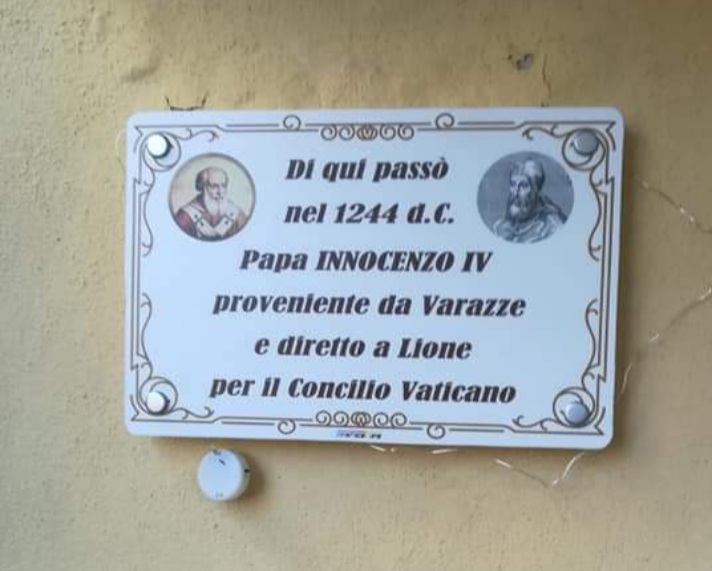 Di qui passò
nel 1244 d.C.
Papa INNOCENZO IV
proveniente da Varazze
e diretto a Lione
per il Concilio Vaticano